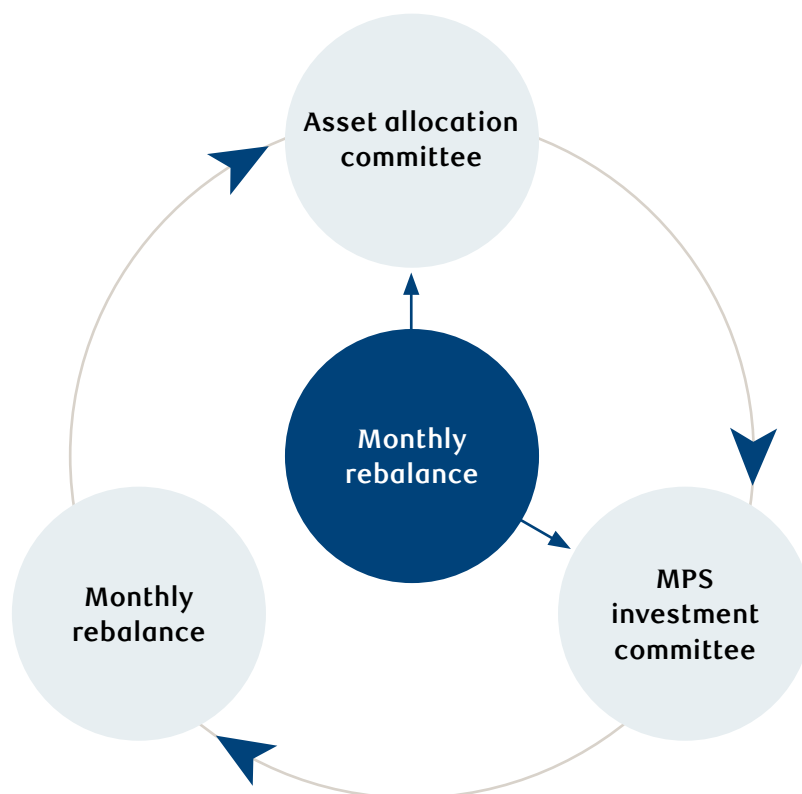 Asset allocation
committee
Monthly
rebalance
Monthly
rebalance
MPS
investment
committee